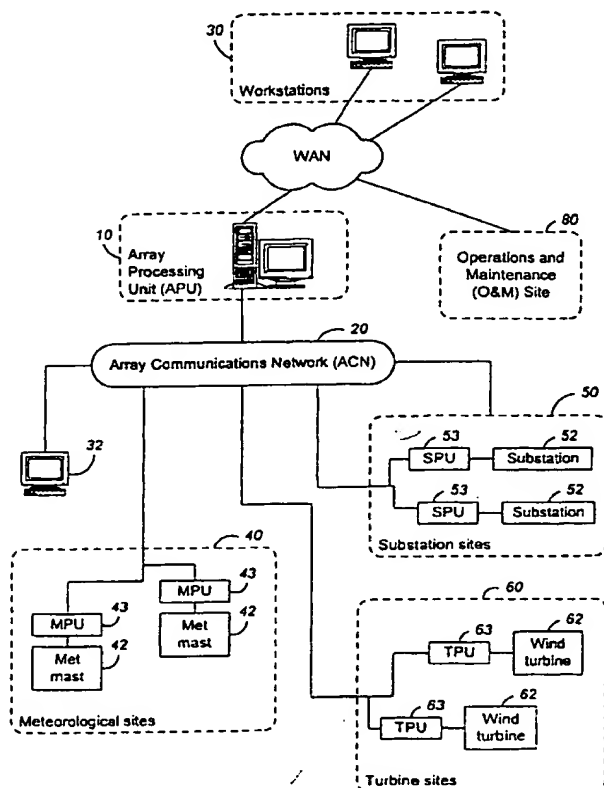 30
Workstations
WAN
10
Array
Processing
Unit (APU)
80
Operations and
Maintenance
(O&M) Site
20
Array Communications Network (ACN)
32
50
53
52
SPU
Substation
53
52
SPU
Substation
Substation sites
40
43
MPU
42
Met
mast
43
MPU
42
Met
mast
Meteorological sites
60
63
62
TPU
Wind
turbine
63
62
TPU
Wind
turbine
Turbine sites